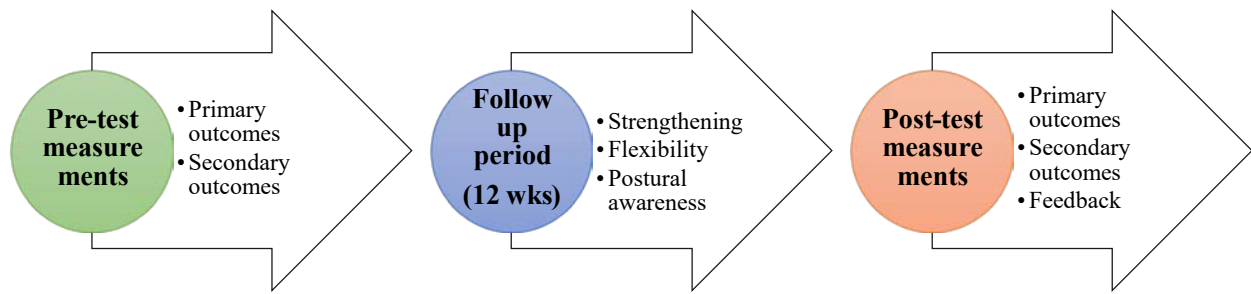 Pre-test
measure
ments
• Primary
outcomes
• Secondary
outcomes
Follow
up
period
(12 wks)
• Strengthening
• Flexibility
• Postural
awareness
Post-test
measure
ments
• Primary
outcomes
• Secondary
outcomes
• Feedback